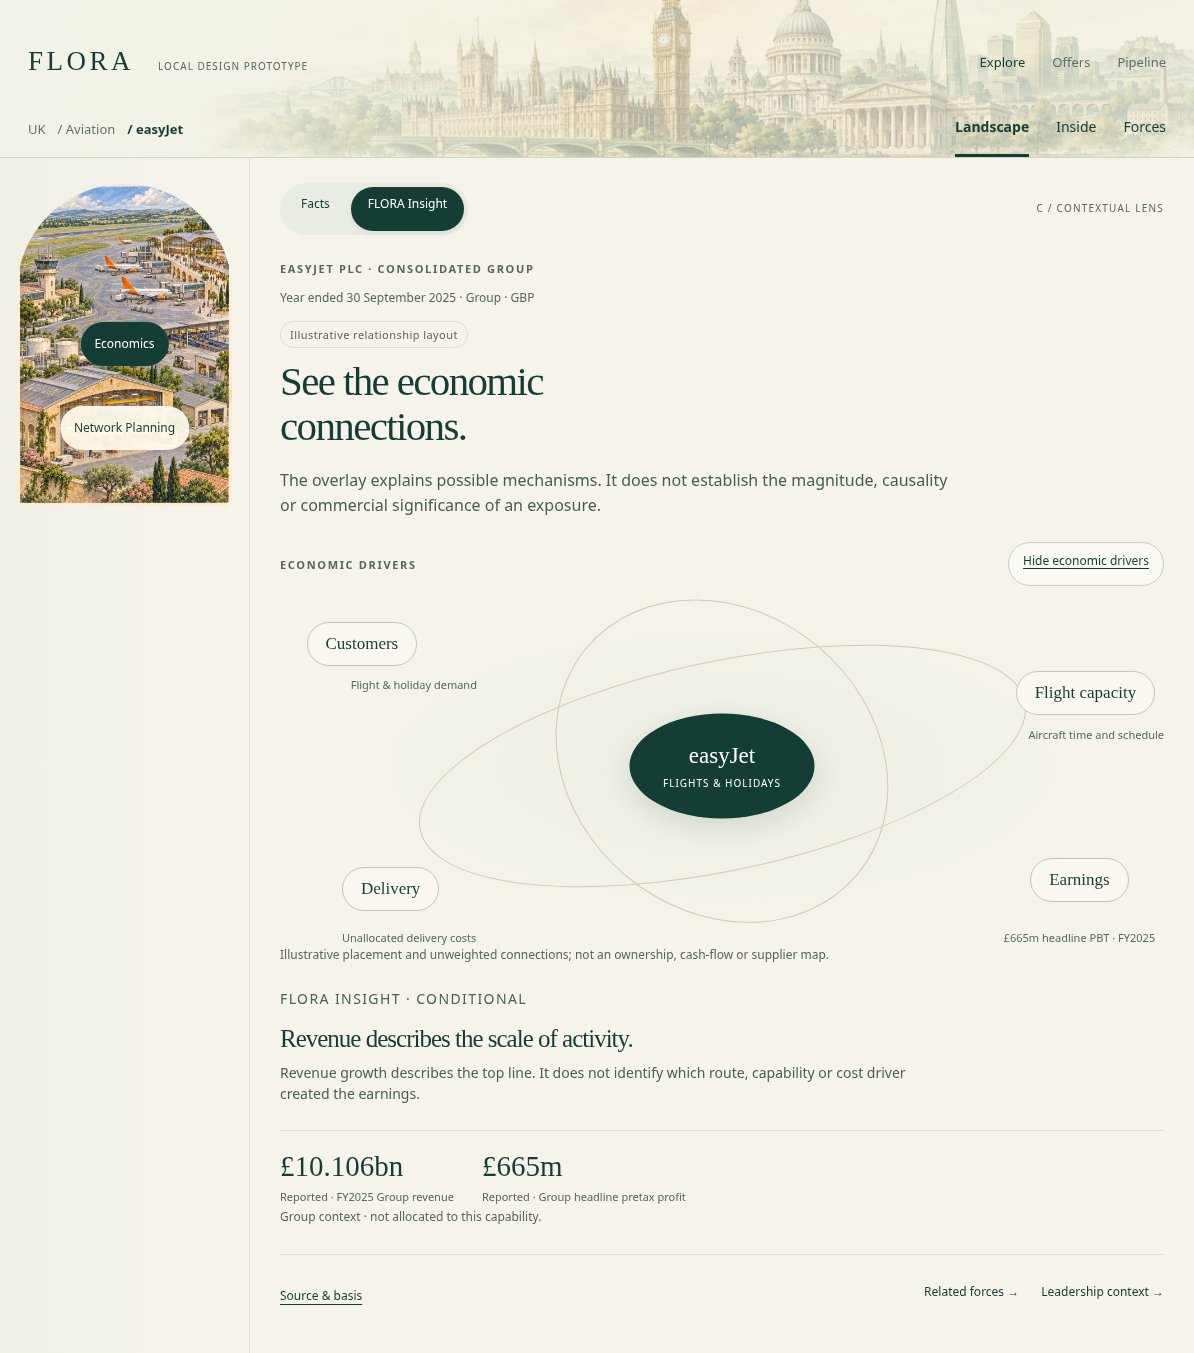 FLORA
LOCAL DESIGN PROTOTYPE
Explore
Offers
Pipeline
UK / Aviation / easyJet
Landscape
Inside
Forces
Economics
Network Planning
Facts
FLORA Insight
C / CONTEXTUAL LENS
EASYJET PLC · CONSOLIDATED GROUP
Year ended 30 September 2025 · Group · GBP
Illustrative relationship layout
See the economic
connections.
The overlay explains possible mechanisms. It does not establish the magnitude, causality
or commercial significance of an exposure.
ECONOMIC DRIVERS
Hide economic drivers
Customers
Flight & holiday demand
Flight capacity
Aircraft time and schedule
easyJet
FLIGHTS & HOLIDAYS
Delivery
Unallocated delivery costs
Earnings
£665m headline PBT · FY2025
Illustrative placement and unweighted connections; not an ownership, cash-flow or supplier map.
FLORA INSIGHT · CONDITIONAL
Revenue describes the scale of activity.
Revenue growth describes the top line. It does not identify which route, capability or cost driver
created the earnings.
£10.106bn
Reported · FY2025 Group revenue
£665m
Reported · Group headline pretax profit
Group context · not allocated to this capability.
Source & basis
Related forces →
Leadership context →